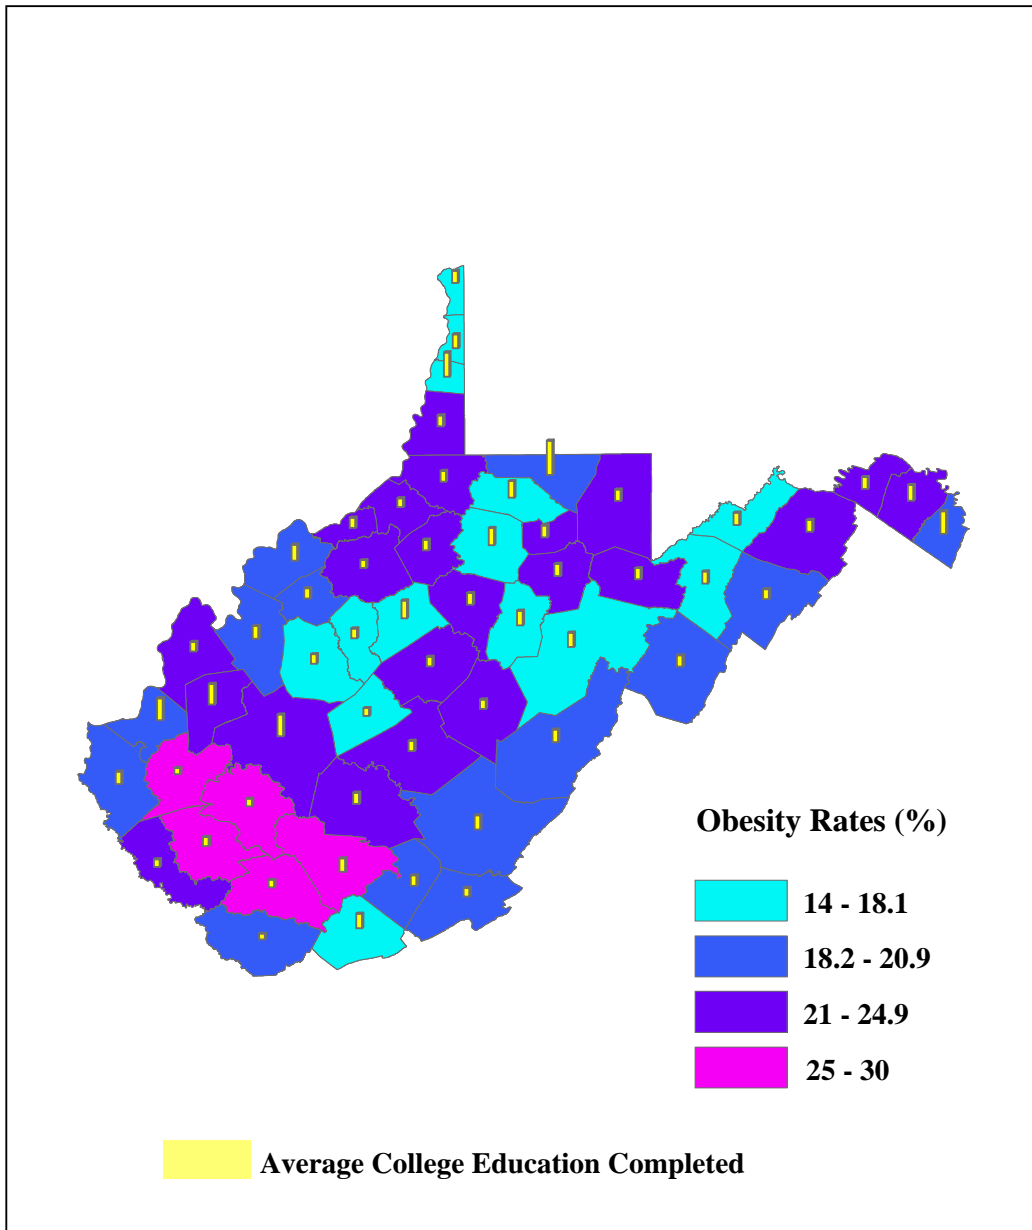 Obesity Rates (%)
14 - 18.1
18.2 - 20.9
21 - 24.9
25 - 30
Average College Education Completed